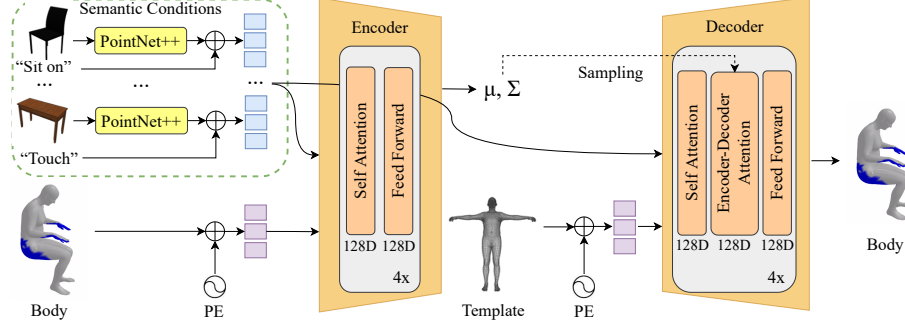 Semantic Conditions
PointNet++
"Sit on"
...
...
...
PointNet++
"Touch"
Body
PE
Encoder
Self Attention
Feed Forward
128D 128D
4x
μ, Σ
Sampling
Template
PE
Decoder
Self Attention
Encoder-Decoder
Attention
Feed Forward
128D 128D 128D
4x
Body